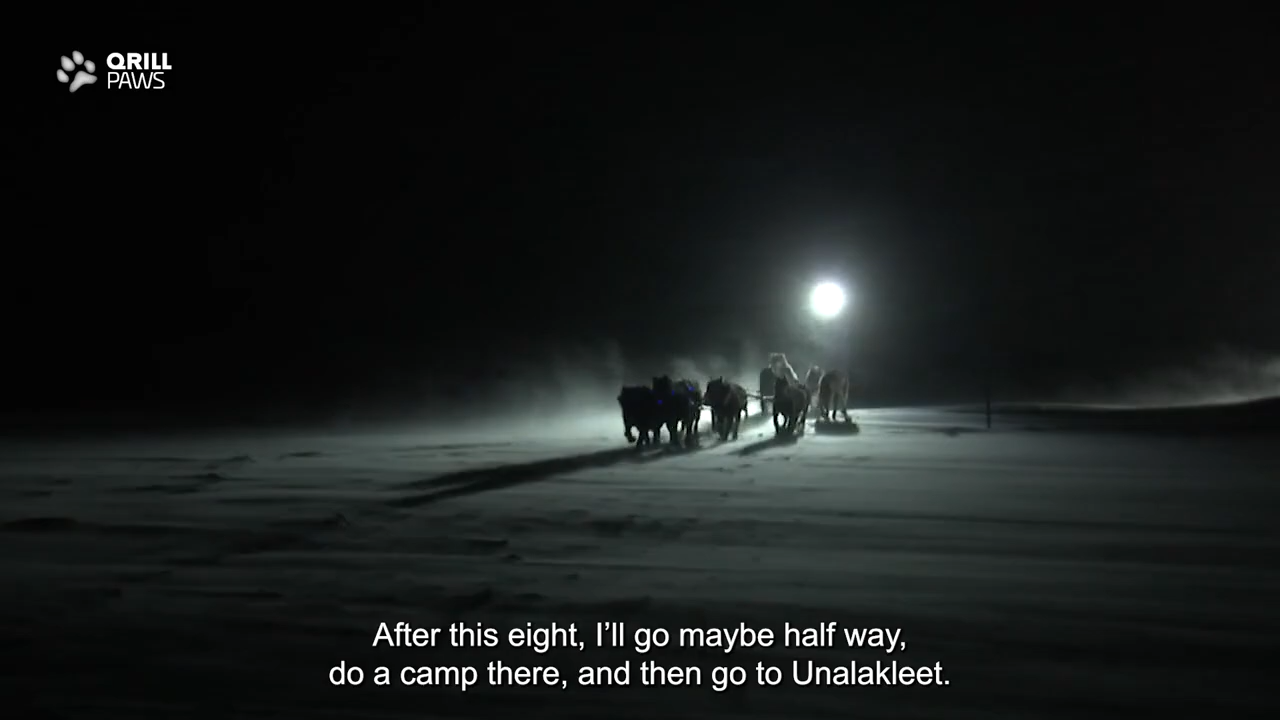 QRILL
PAWS
After this eight, I’ll go maybe half way,
do a camp there, and then go to Unalakleet.